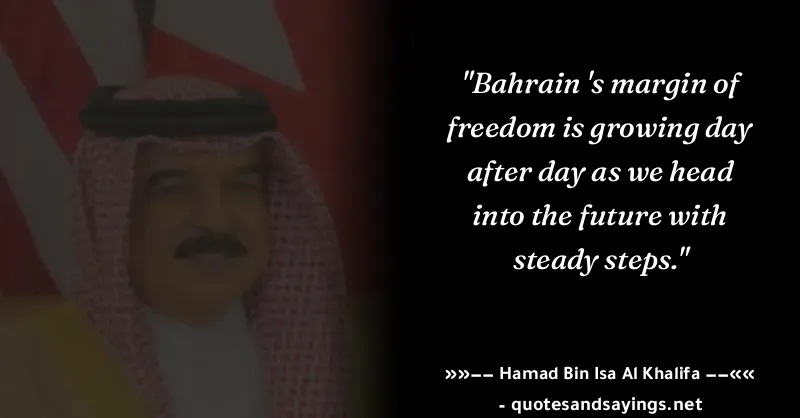 "Bahrain 's margin of
freedom is growing day
after day as we head
into the future with
steady steps."
»»−− Hamad Bin Isa Al Khalifa −−««
- quotesandsayings.net